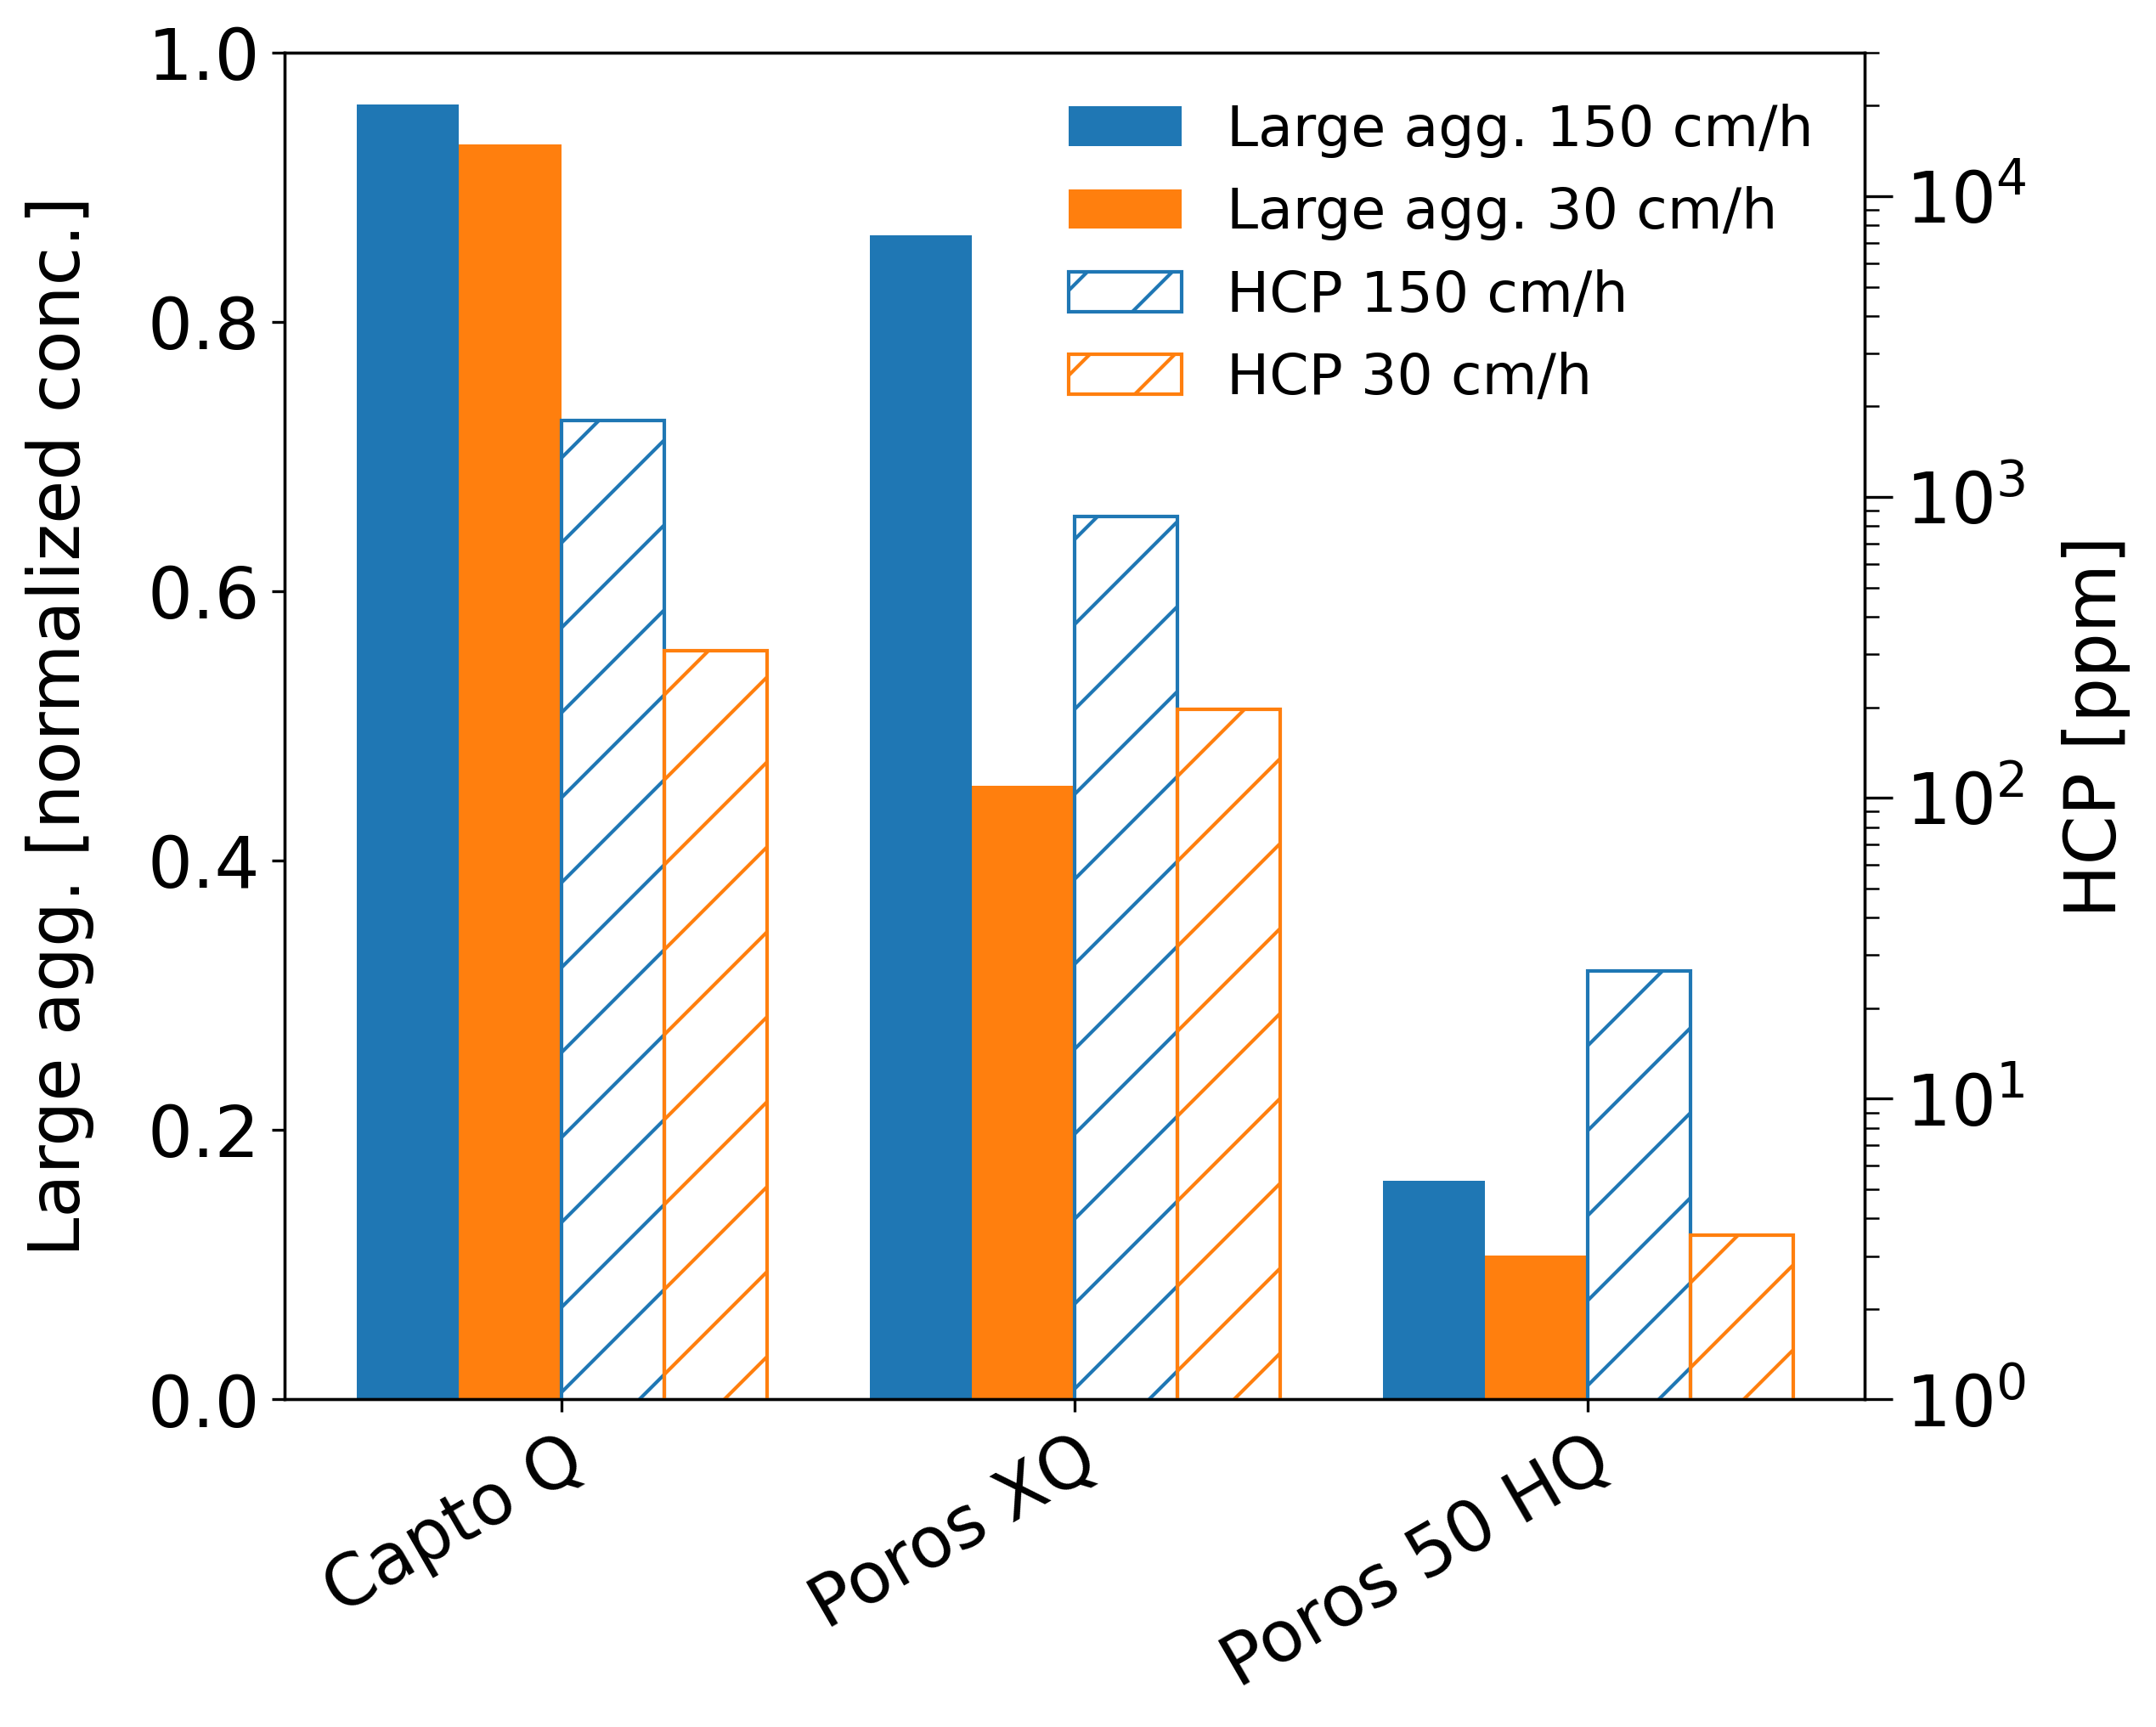 Large agg. [normalized conc.]
1.0
0.8
0.6
0.4
0.2
0.0
Large agg. 150 cm/h
Large agg. 30 cm/h
HCP 150 cm/h
HCP 30 cm/h
10⁴
10³
10²
10¹
10⁰
HCP [ppm]
Capto Q
Poros XQ
Poros 50 HQ